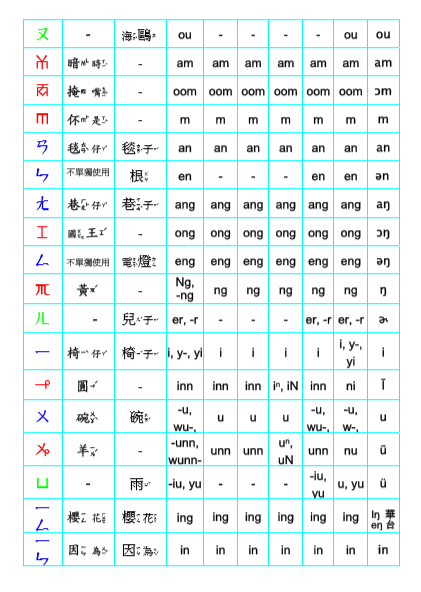 ㄡ - 海鷗 ou - - - - ou ou
ㆰ 暗時 - am am am am am am am
ㆱ 掩嘴 - oom oom oom oom oom oom ɔm
ㆬ 伓是 - m m m m m m m
ㄢ 毯仔 毯子 an an an an an an an
ㄣ 不單獨使用 根 en - - - en en ən
ㄤ 巷仔 巷子 ang ang ang ang ang ang aŋ
ㆲ 國王 - ong ong ong ong ong ong ɔŋ
ㄥ 不單獨使用 電燈 eng eng eng eng eng eng əŋ
ㆭ 黃 - Ng, -ng ng ng ng ng ng ŋ
ㄦ - 兒子 er, -r - - - er, -r er, -r ɚ
ㄧ 椅仔 椅子 i, y-, yi i i i i i, y-, yi i
ㆪ 圓 - inn inn inn iⁿ, iN inn ni ĩ
ㄨ 碗 碗 -u, wu-, u u u -u, wu-, -u, w-, u
ㆫ 羊 - -unn, wunn- unn unn uⁿ, uN unn nu ũ
ㄩ - 雨 -iu, yu - - - -iu, yu u, yu ü
ㄧㄥ 櫻花 櫻花 ing ing ing ing ing ing ɪŋ 華 eŋ 台
ㄧㄣ 因為 因為 in in in in in in in